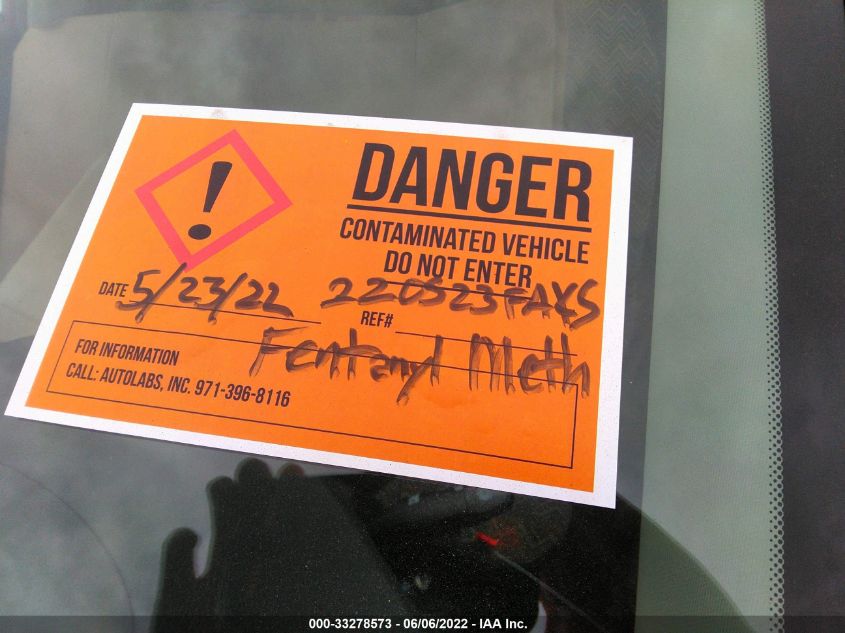 DANGER
CONTAMINATED VEHICLE
DO NOT ENTER
DATE 5/23/22
REF# 220523FAXS
Fentanyl Meth
FOR INFORMATION
CALL: AUTOLABS, INC. 971-396-8116
000-33278573 - 06/06/2022 - IAA Inc.